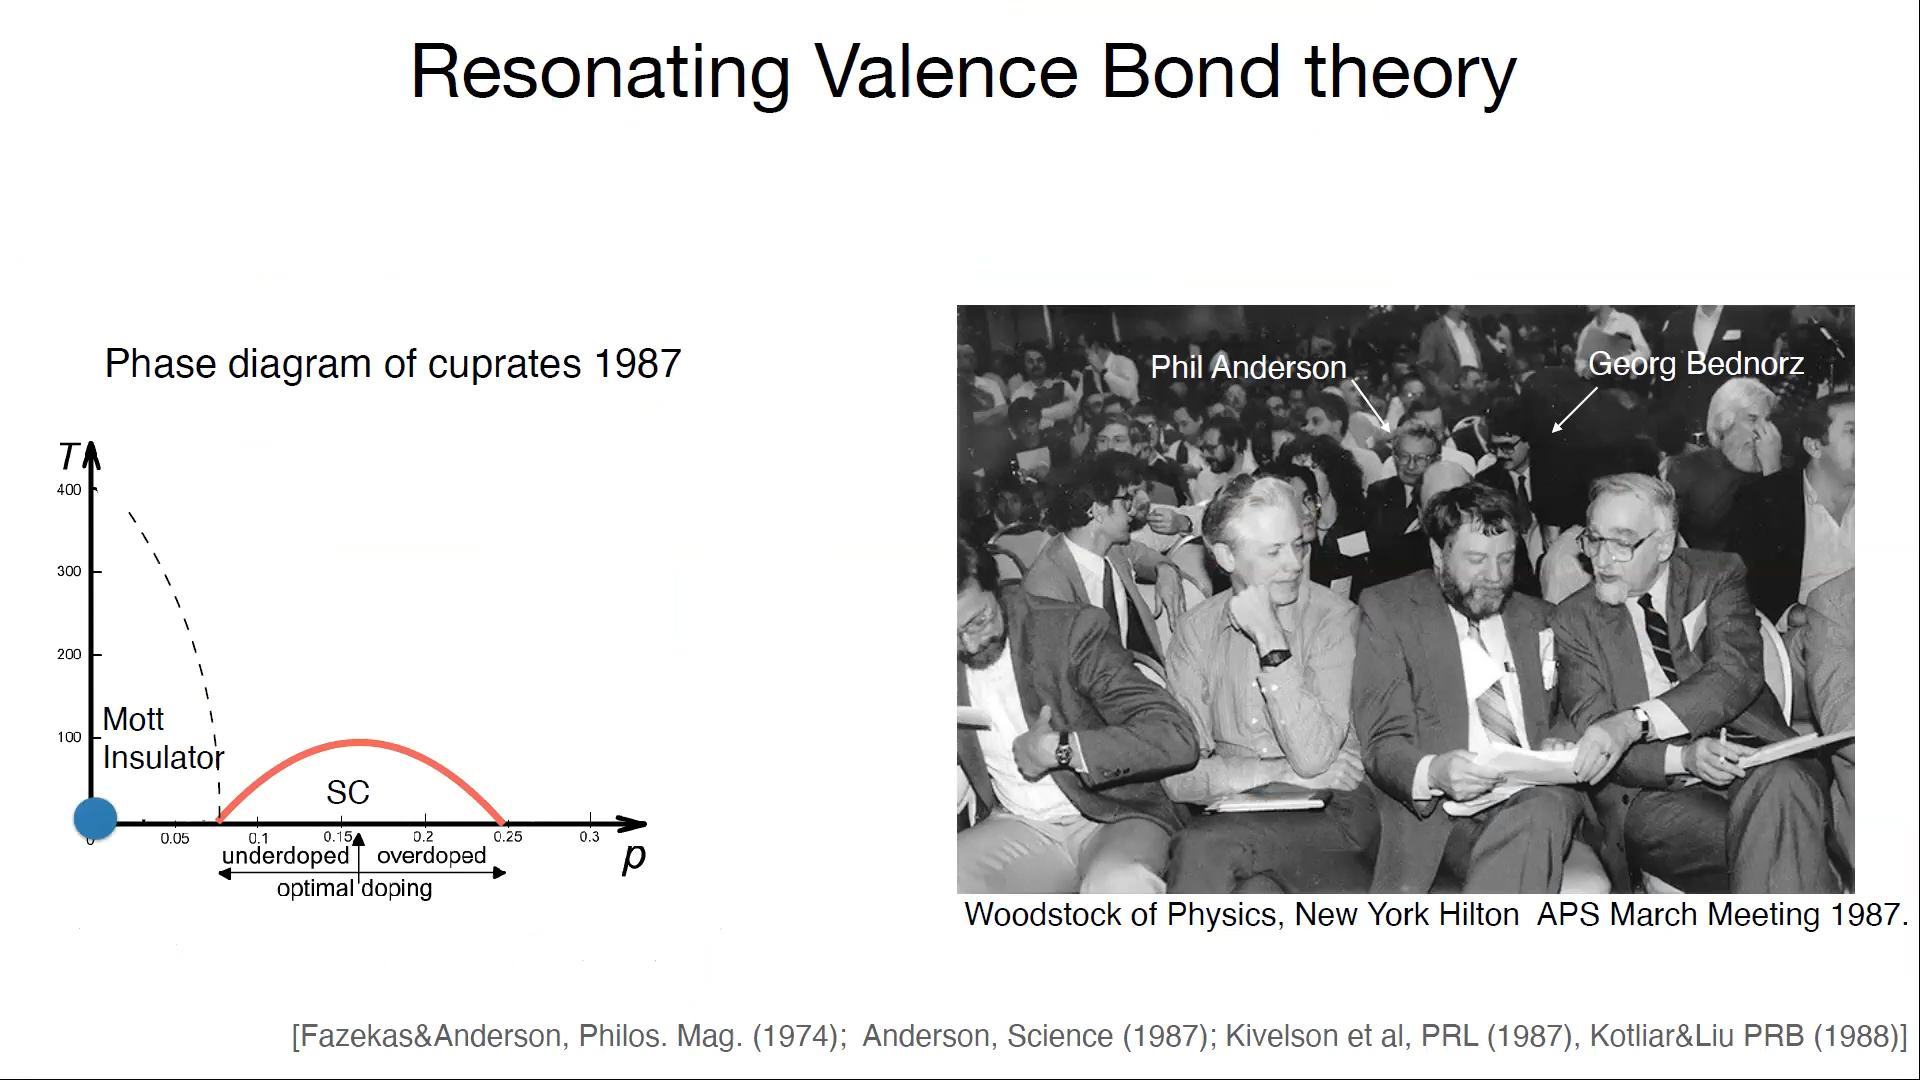 Resonating Valence Bond theory
Phase diagram of cuprates 1987
T
400
300
200
100
Mott
Insulator
SC
0 0.05 0.1 0.15 0.2 0.25 0.3
underdoped overdoped
p
optimal doping
Phil Anderson
Georg Bednorz
Woodstock of Physics, New York Hilton APS March Meeting 1987.
[Fazekas&Anderson, Philos. Mag. (1974); Anderson, Science (1987); Kivelson et al, PRL (1987), Kotliar&Liu PRB (1988)]